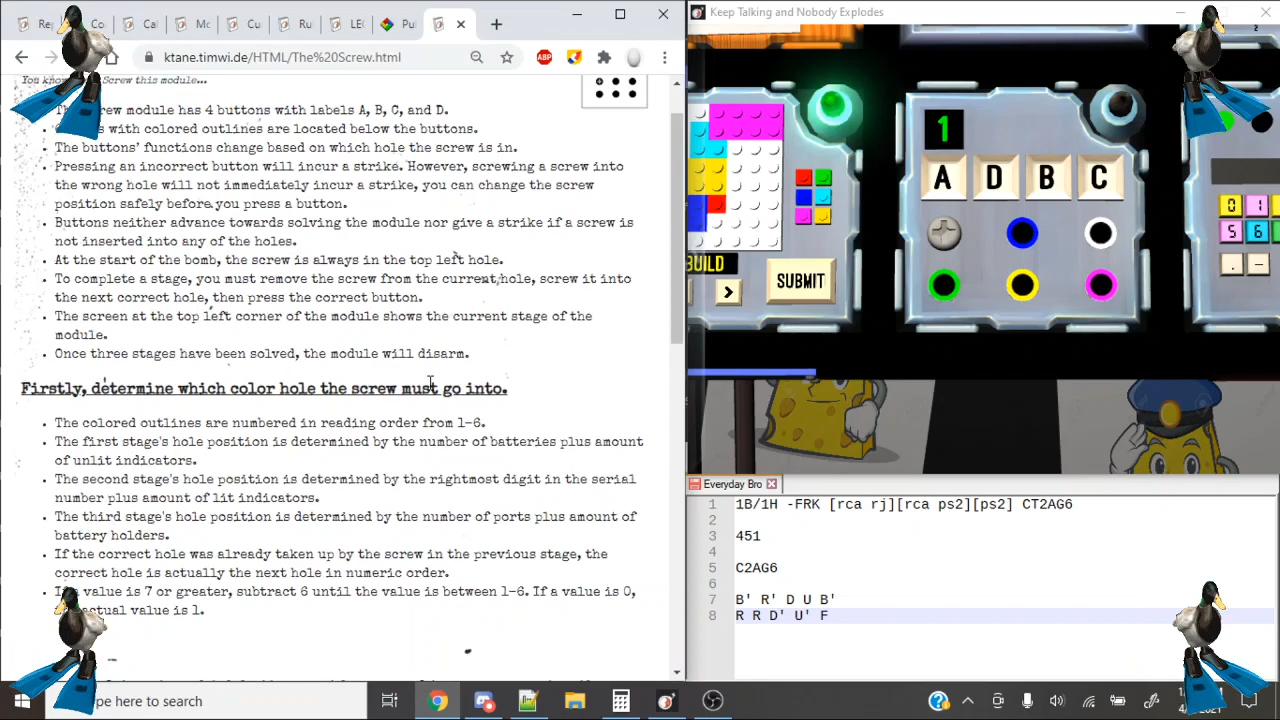 Mc
O
Ru
LE
Pu
ktane.timwi.de/HTML/The%20Screw.html
ABP
Screw this module...
rew module has 4 buttons with labels A, B, C, and D.
s with colored outlines are located below the buttons.
The buttons' functions change based on which hole the screw is in.
Pressing an incorrect button will incur a strike. However, screwing a screw into
the wrong hole will not immediately incur a strike, you can change the screw
position safely before you press a button.
Buttons neither advance towards solving the module nor give a strike if a screw is
not inserted into any of the holes.
At the start of the bomb, the screw is always in the top left hole.
To complete a stage, you must remove the screw from the current hole, screw it into
the next correct hole, then press the correct button.
The screen at the top left corner of the module shows the current stage of the
module.
Once three stages have been solved, the module will disarm.
Firstly, determine which color hole the screw must go into.
The colored outlines are numbered in reading order from 1-6.
The first stage's hole position is determined by the number of batteries plus amount
of unlit indicators.
The second stage's hole position is determined by the rightmost digit in the serial
number plus amount of lit indicators.
The third stage's hole position is determined by the number of ports plus amount of
battery holders.
If the correct hole was already taken up by the screw in the previous stage, the
correct hole is actually the next hole in numeric order.
value is 7 or greater, subtract 6 until the value is between 1-6. If a value is 0,
actual value is 1.
Keep Talking and Nobody Explodes
1
A D B C
BUILD
>
SUBMIT
0 1
5 6
. -
Everyday Bro
1 1B/1H -FRK [rca rj][rca ps2][ps2] CT2AG6
2
3 451
4
5 C2AG6
6
7 B' R' D U B'
8 R R D' U' F
pe here to search